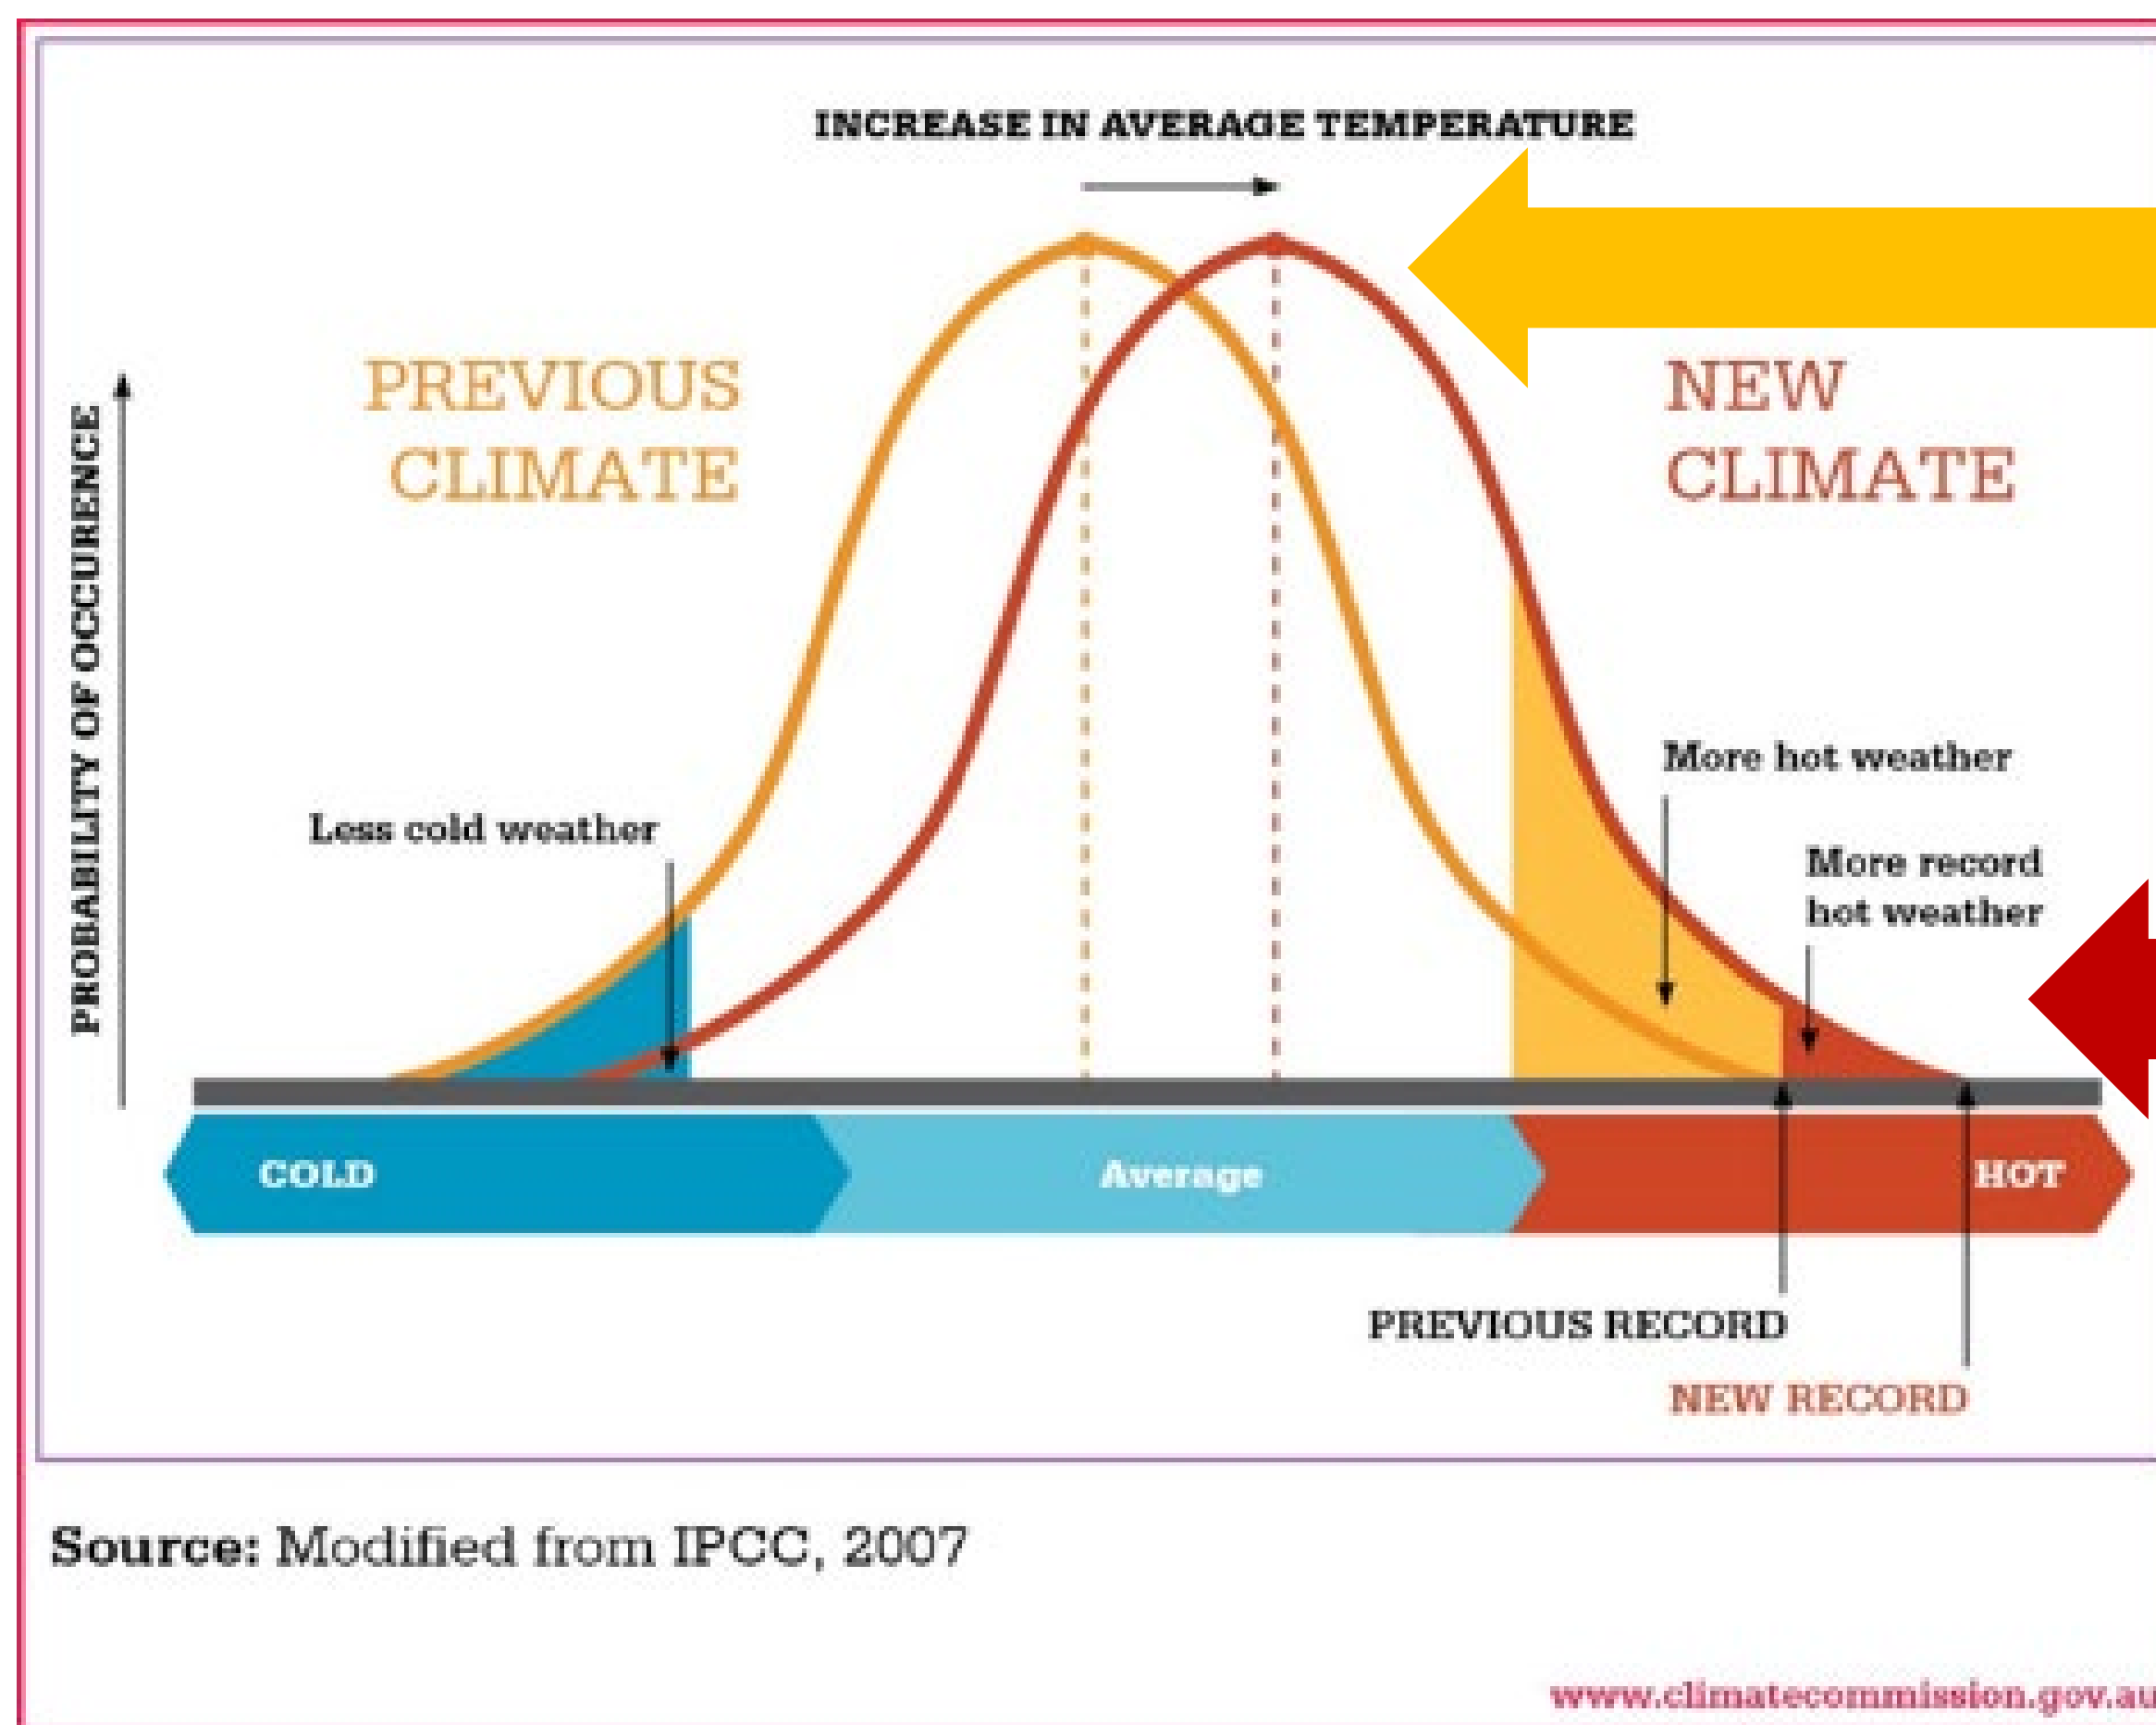 INCREASE IN AVERAGE TEMPERATURE
PREVIOUS
CLIMATE
NEW
CLIMATE
PROBABILITY OF OCCURENCE
Less cold weather
More hot weather
More record
hot weather
COLD
Average
HOT
PREVIOUS RECORD
NEW RECORD
Source: Modified from IPCC, 2007
www.climatecommission.gov.au